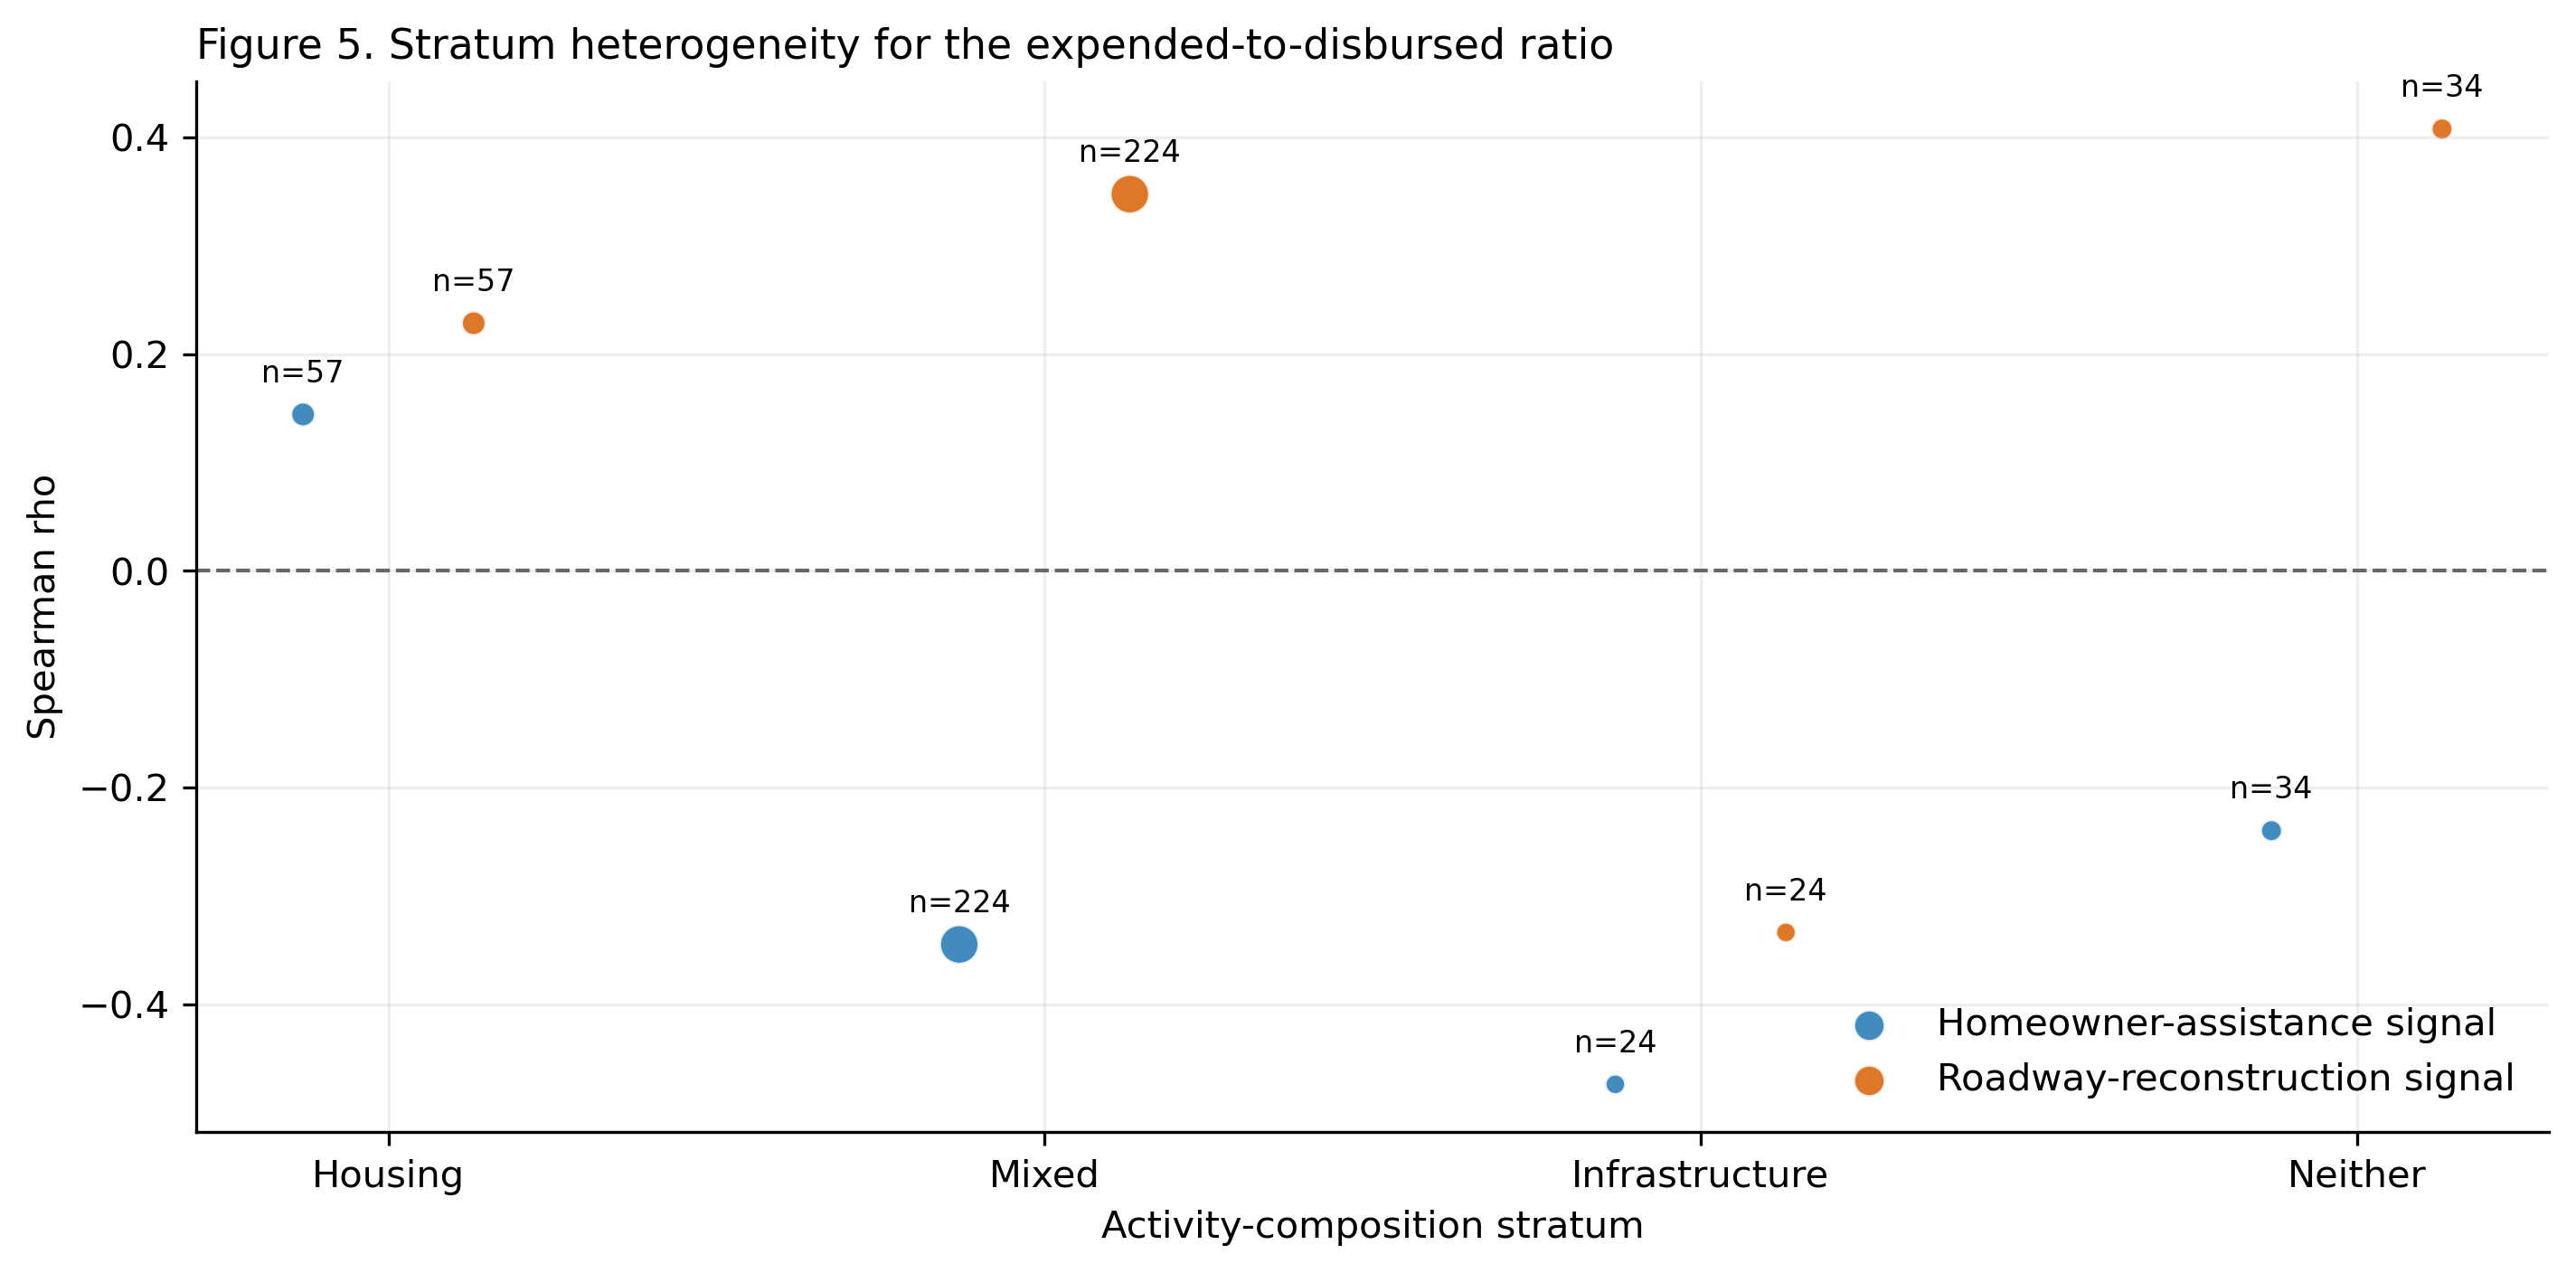 Figure 5. Stratum heterogeneity for the expended-to-disbursed ratio
n=34
0.4
n=224
n=57
0.2
n=57
0.0
Spearman rho
−0.2
n=34
n=224
n=24
−0.4
n=24
Homeowner-assistance signal
Roadway-reconstruction signal
Housing
Mixed
Infrastructure
Neither
Activity-composition stratum